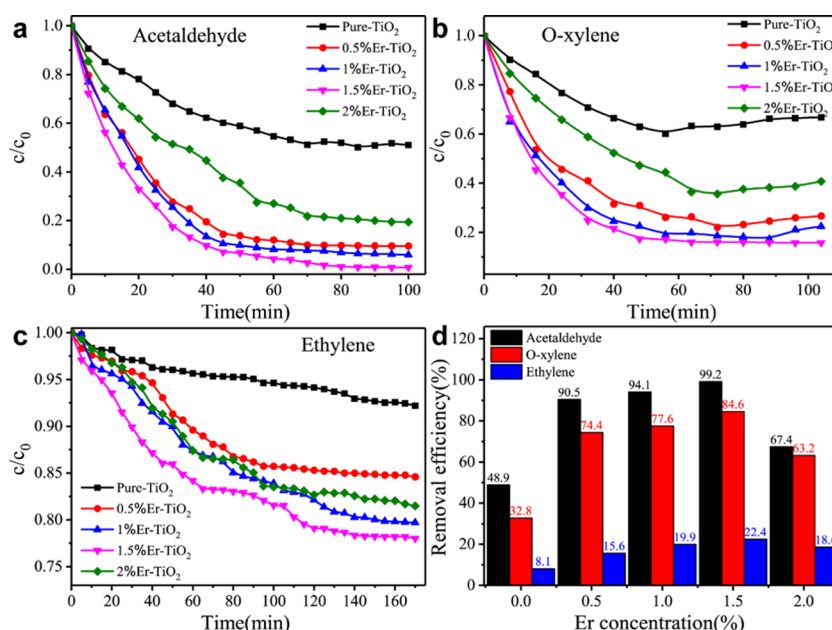 a
Acetaldehyde
Pure-TiO₂
0.5%Er-TiO₂
1%Er-TiO₂
1.5%Er-TiO₂
2%Er-TiO₂
c/c₀
1.0
0.8
0.6
0.4
0.2
0.0
0 20 40 60 80 100
Time(min)
b
O-xylene
Pure-TiO₂
0.5%Er-TiO
1%Er-TiO₂
1.5%Er-TiO
2%Er-TiO₂
c/c₀
1.0
0.8
0.6
0.4
0.2
0 20 40 60 80 100
Time(min)
c
Ethylene
Pure-TiO₂
0.5%Er-TiO₂
1%Er-TiO₂
1.5%Er-TiO₂
2%Er-TiO₂
c/c₀
1.00
0.95
0.90
0.85
0.80
0.75
0 20 40 60 80 100 120 140 160
Time(min)
d
Acetaldehyde
O-xylene
Ethylene
Removal efficiency(%)
120
100
80
60
40
20
0
48.9 32.8 8.1
90.5 74.4 15.6
94.1 77.6 19.9
99.2 84.6 22.4
67.4 63.2 18.
0.0 0.5 1.0 1.5 2.0
Er concentration(%)